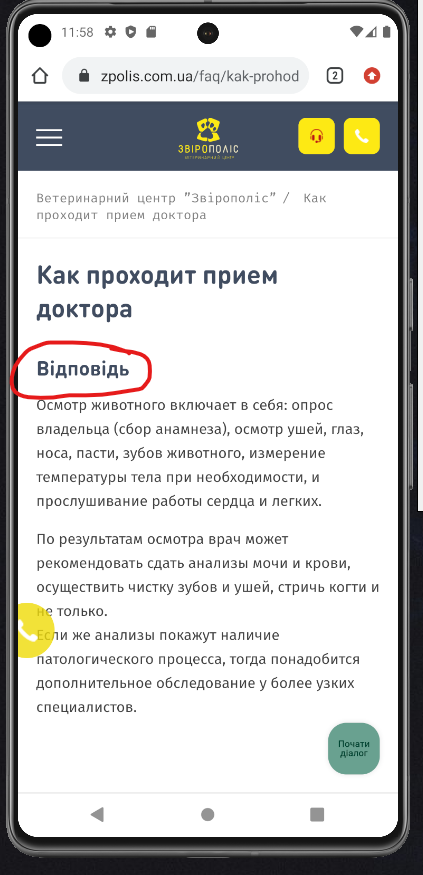 11:58
zpolis.com.ua/faq/kak-prohod
2
ЗВІРОПОЛІС
ВЕТЕРИНАРНИЙ ЦЕНТР
Ветеринарний центр ”Звірополіс” / Как
проходит прием доктора
Как проходит прием
доктора
Відповідь
Осмотр животного включает в себя: опрос
владельца (сбор анамнеза), осмотр ушей, глаз,
носа, пасти, зубов животного, измерение
температуры тела при необходимости, и
прослушивание работы сердца и легких.
По результатам осмотра врач может
рекомендовать сдать анализы мочи и крови,
осуществить чистку зубов и ушей, стричь когти и
не только.
Если же анализы покажут наличие
патологического процесса, тогда понадобится
дополнительное обследование у более узких
специалистов.
Почати
діалог